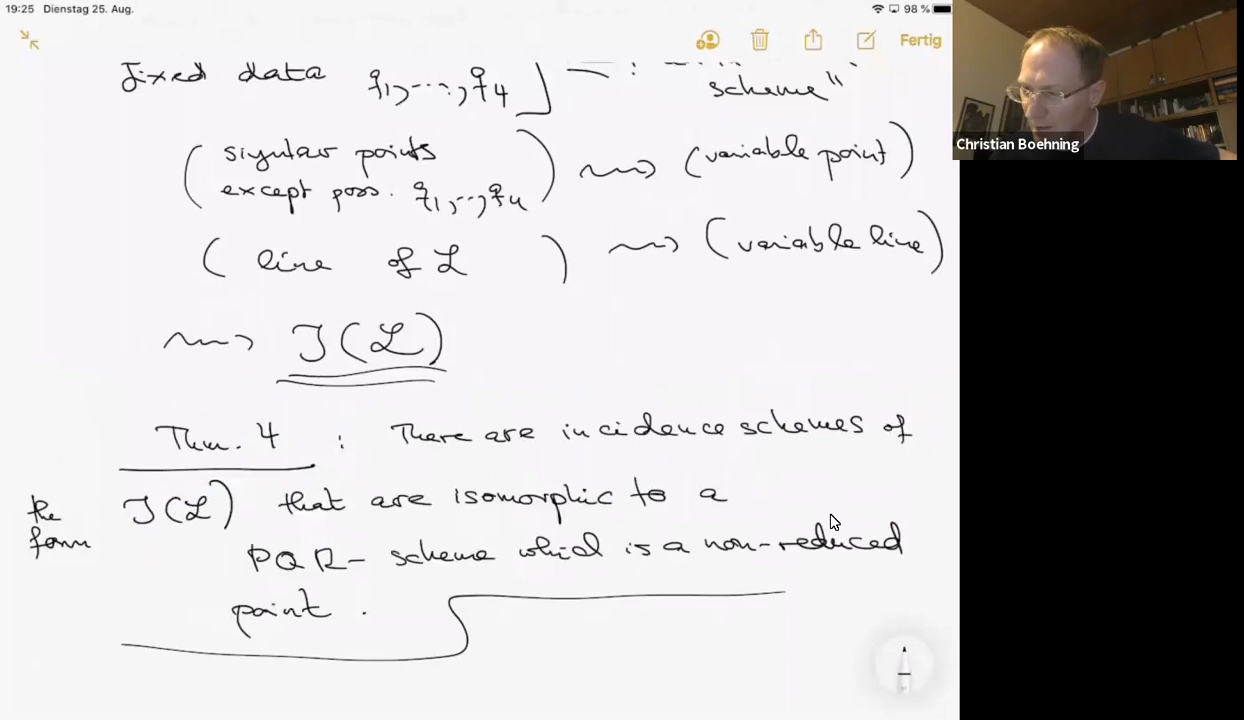 19:25 Dienstag 25. Aug.
98 %
Fertig
Christian Boehning
fixed data q1,...,q4 ] :
scheme"
( singular points
except poss. q1,...,q4 ) ⇝ (variable point)
( line of ℒ ) ⇝ (variable line)
⇝ I(ℒ)
Thm. 4 : There are incidence schemes of
the form I(ℒ) that are isomorphic to a
PQR- scheme which is a non-reduced
point.